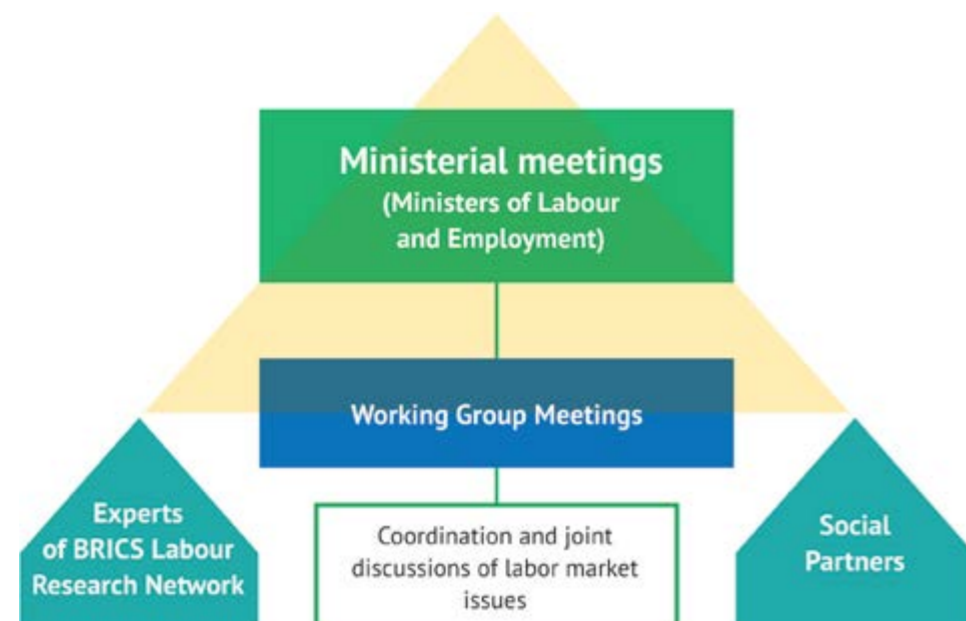 Ministerial meetings
(Ministers of Labour
and Employment)
Working Group Meetings
Experts
of BRICS Labour
Research Network
Coordination and joint
discussions of labor market
issues
Social
Partners